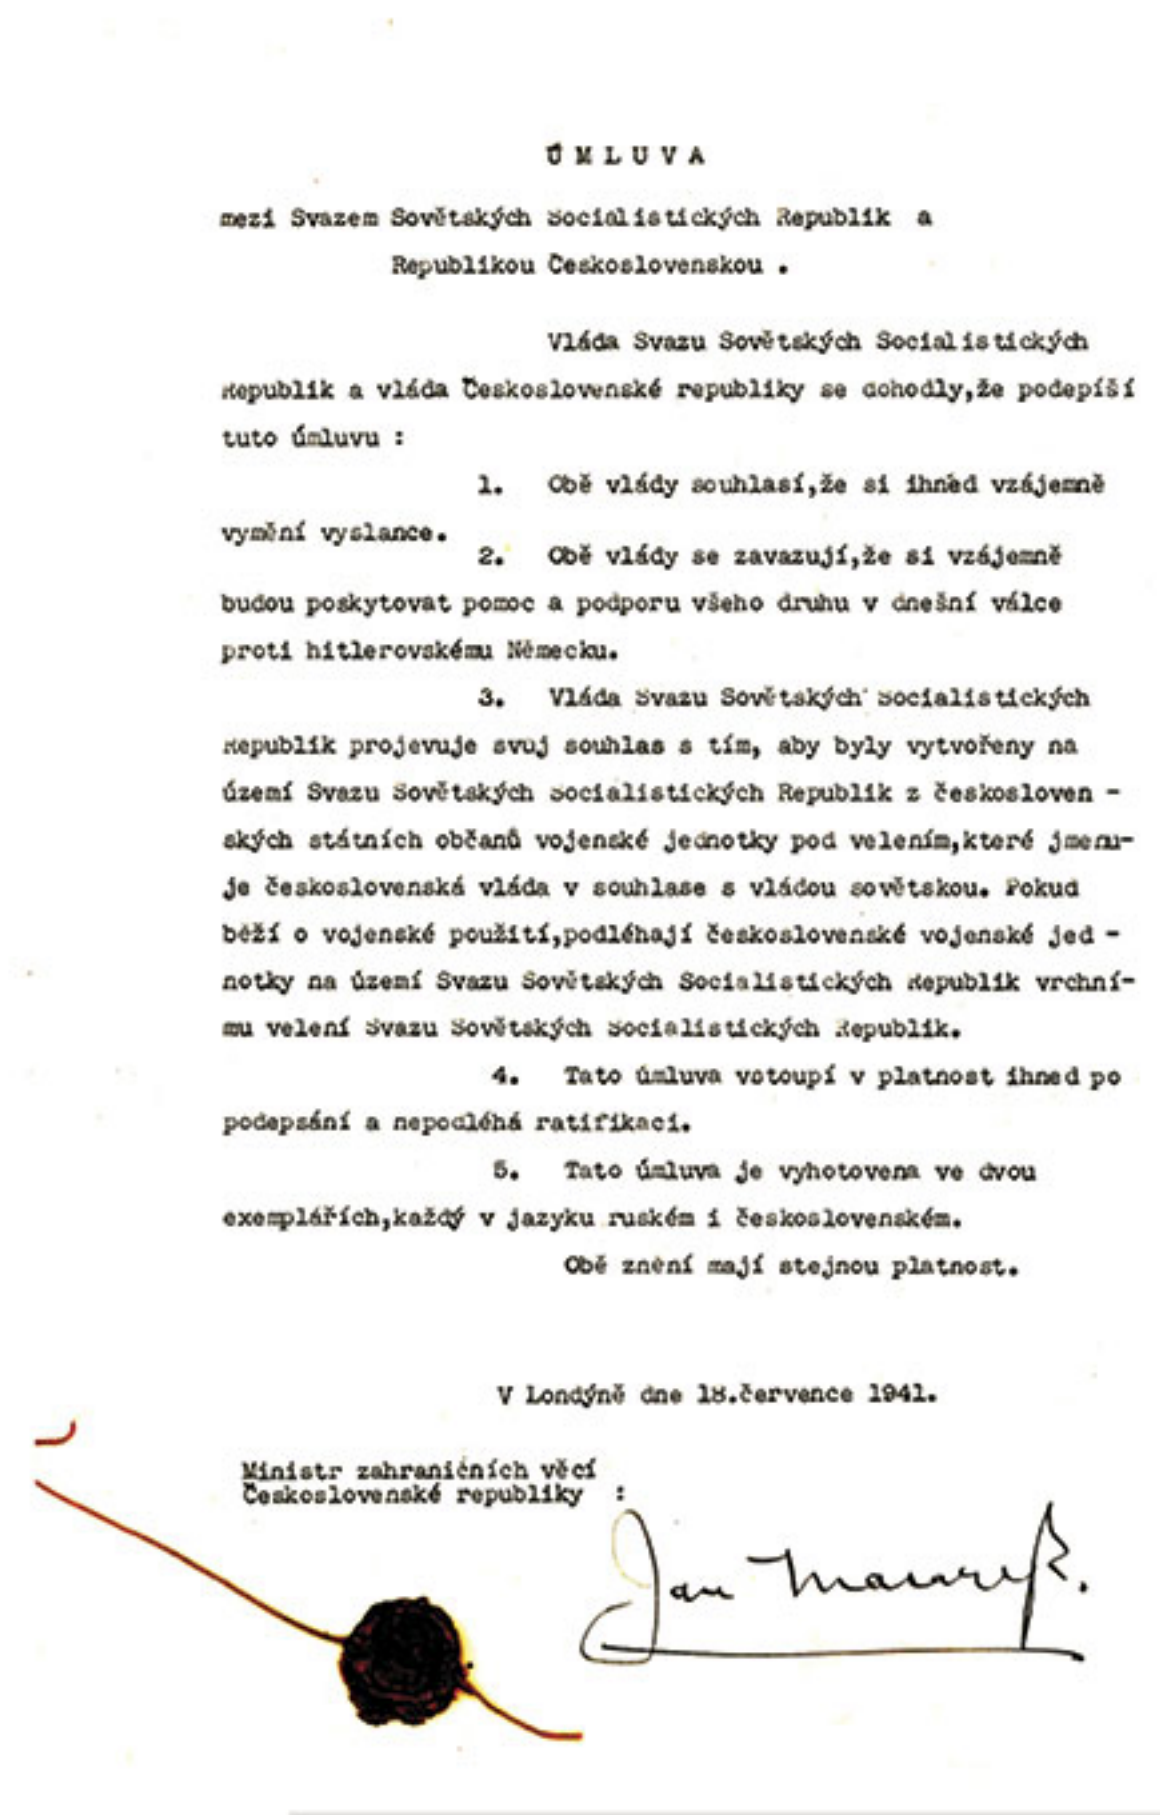 ÚMLUVA
mezi Svazem Sovětských Socialistických Republik a
Republikou Československou .
Vláda Svazu Sovětských Socialistických
Republik a vláda Československé republiky se dohodly,že podepíší
tuto úmluvu :
1. Obě vlády souhlasí,že si ihněd vzájemně
vymění vyslance.
2. Obě vlády se zavazují,že si vzájemně
budou poskytovat pomoc a podporu všeho druhu v dnešní válce
proti hitlerovskému Německu.
3. Vláda Svazu Sovětských Socialistických
Republik projevuje svůj souhlas s tím, aby byly vytvořeny na
území Svazu Sovětských Socialistických Republik z českosloven -
ských státních občanů vojenské jednotky pod velením,které jmenu-
je československá vláda v souhlase s vládou sovětskou. Pokud
běží o vojenské použití,podléhají československé vojenské jed -
notky na území Svazu Sovětských Socialistických Republik vrchní-
mu velení Svazu Sovětských Socialistických Republik.
4. Tato úmluva vstoupí v platnost ihned po
podepsání a nepodléhá ratifikaci.
5. Tato úmluva je vyhotovena ve dvou
exemplářích,každý v jazyku ruském i československém.
Obě znění mají stejnou platnost.
V Londýně dne 18.července 1941.
Ministr zahraničních věcí
Československé republiky :
Jan Masaryk.